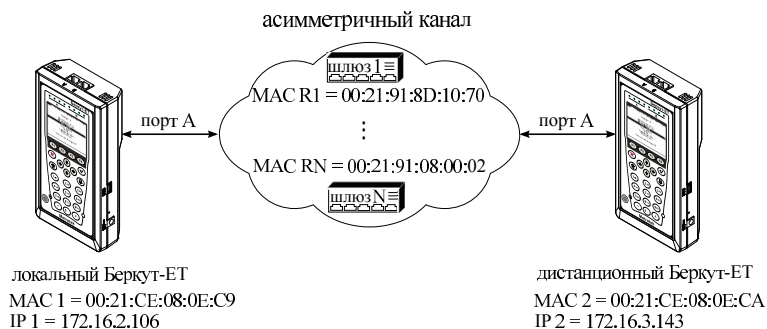 асимметричный канал
шлюз 1
MAC R1 = 00:21:91:8D:10:70
порт А
порт А
MAC RN = 00:21:91:08:00:02
шлюз N
локальный Беркут-ЕТ
MAC 1 = 00:21:CE:08:0E:C9
IP 1 = 172.16.2.106
дистанционный Беркут-ЕТ
MAC 2 = 00:21:CE:08:0E:CA
IP 2 = 172.16.3.143